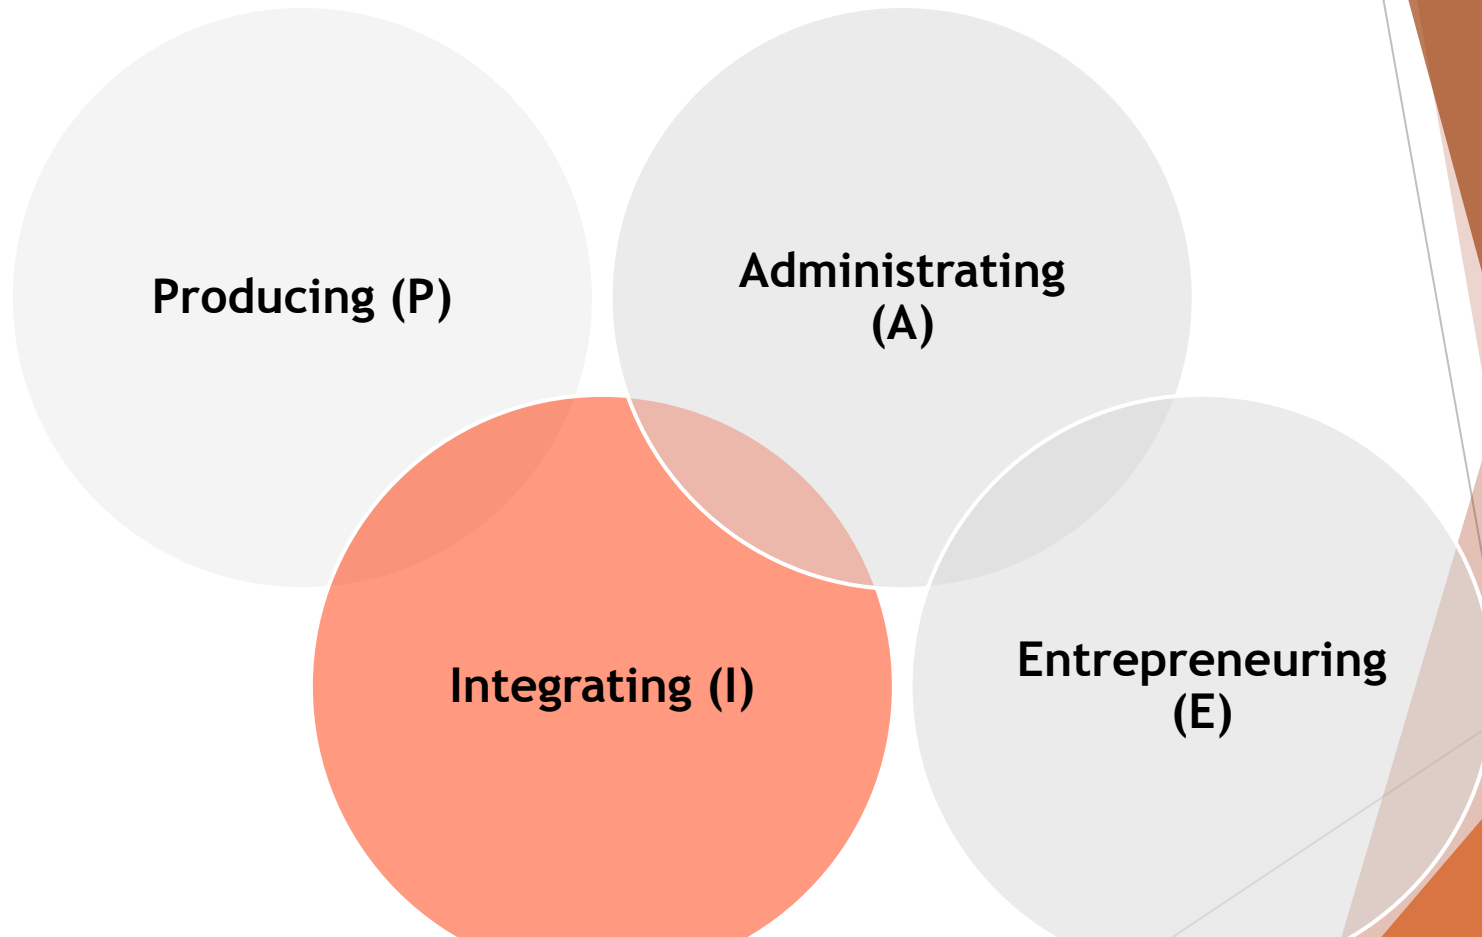 Producing (P)
Administrating
(A)
Integrating (I)
Entrepreneuring
(E)